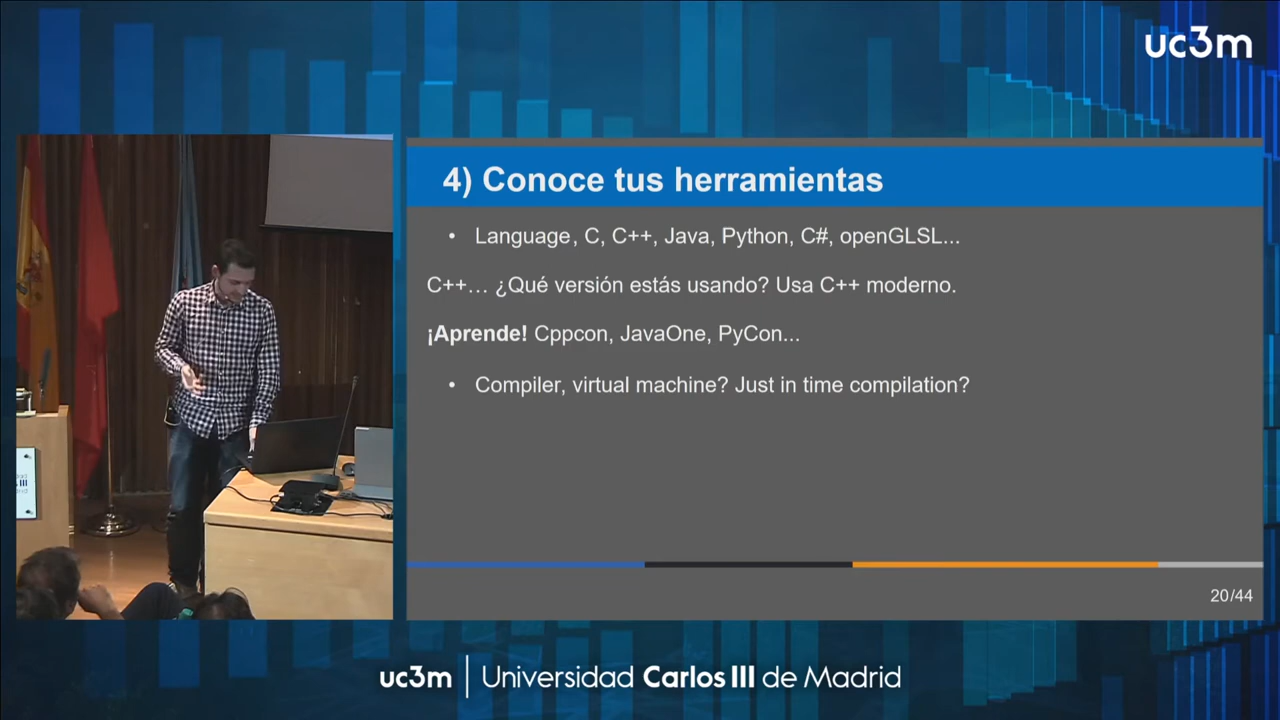 uc3m
4) Conoce tus herramientas
• Language, C, C++, Java, Python, C#, openGLSL...
C++… ¿Qué versión estás usando? Usa C++ moderno.
¡Aprende! Cppcon, JavaOne, PyCon...
• Compiler, virtual machine? Just in time compilation?
20/44
uc3m | Universidad Carlos III de Madrid